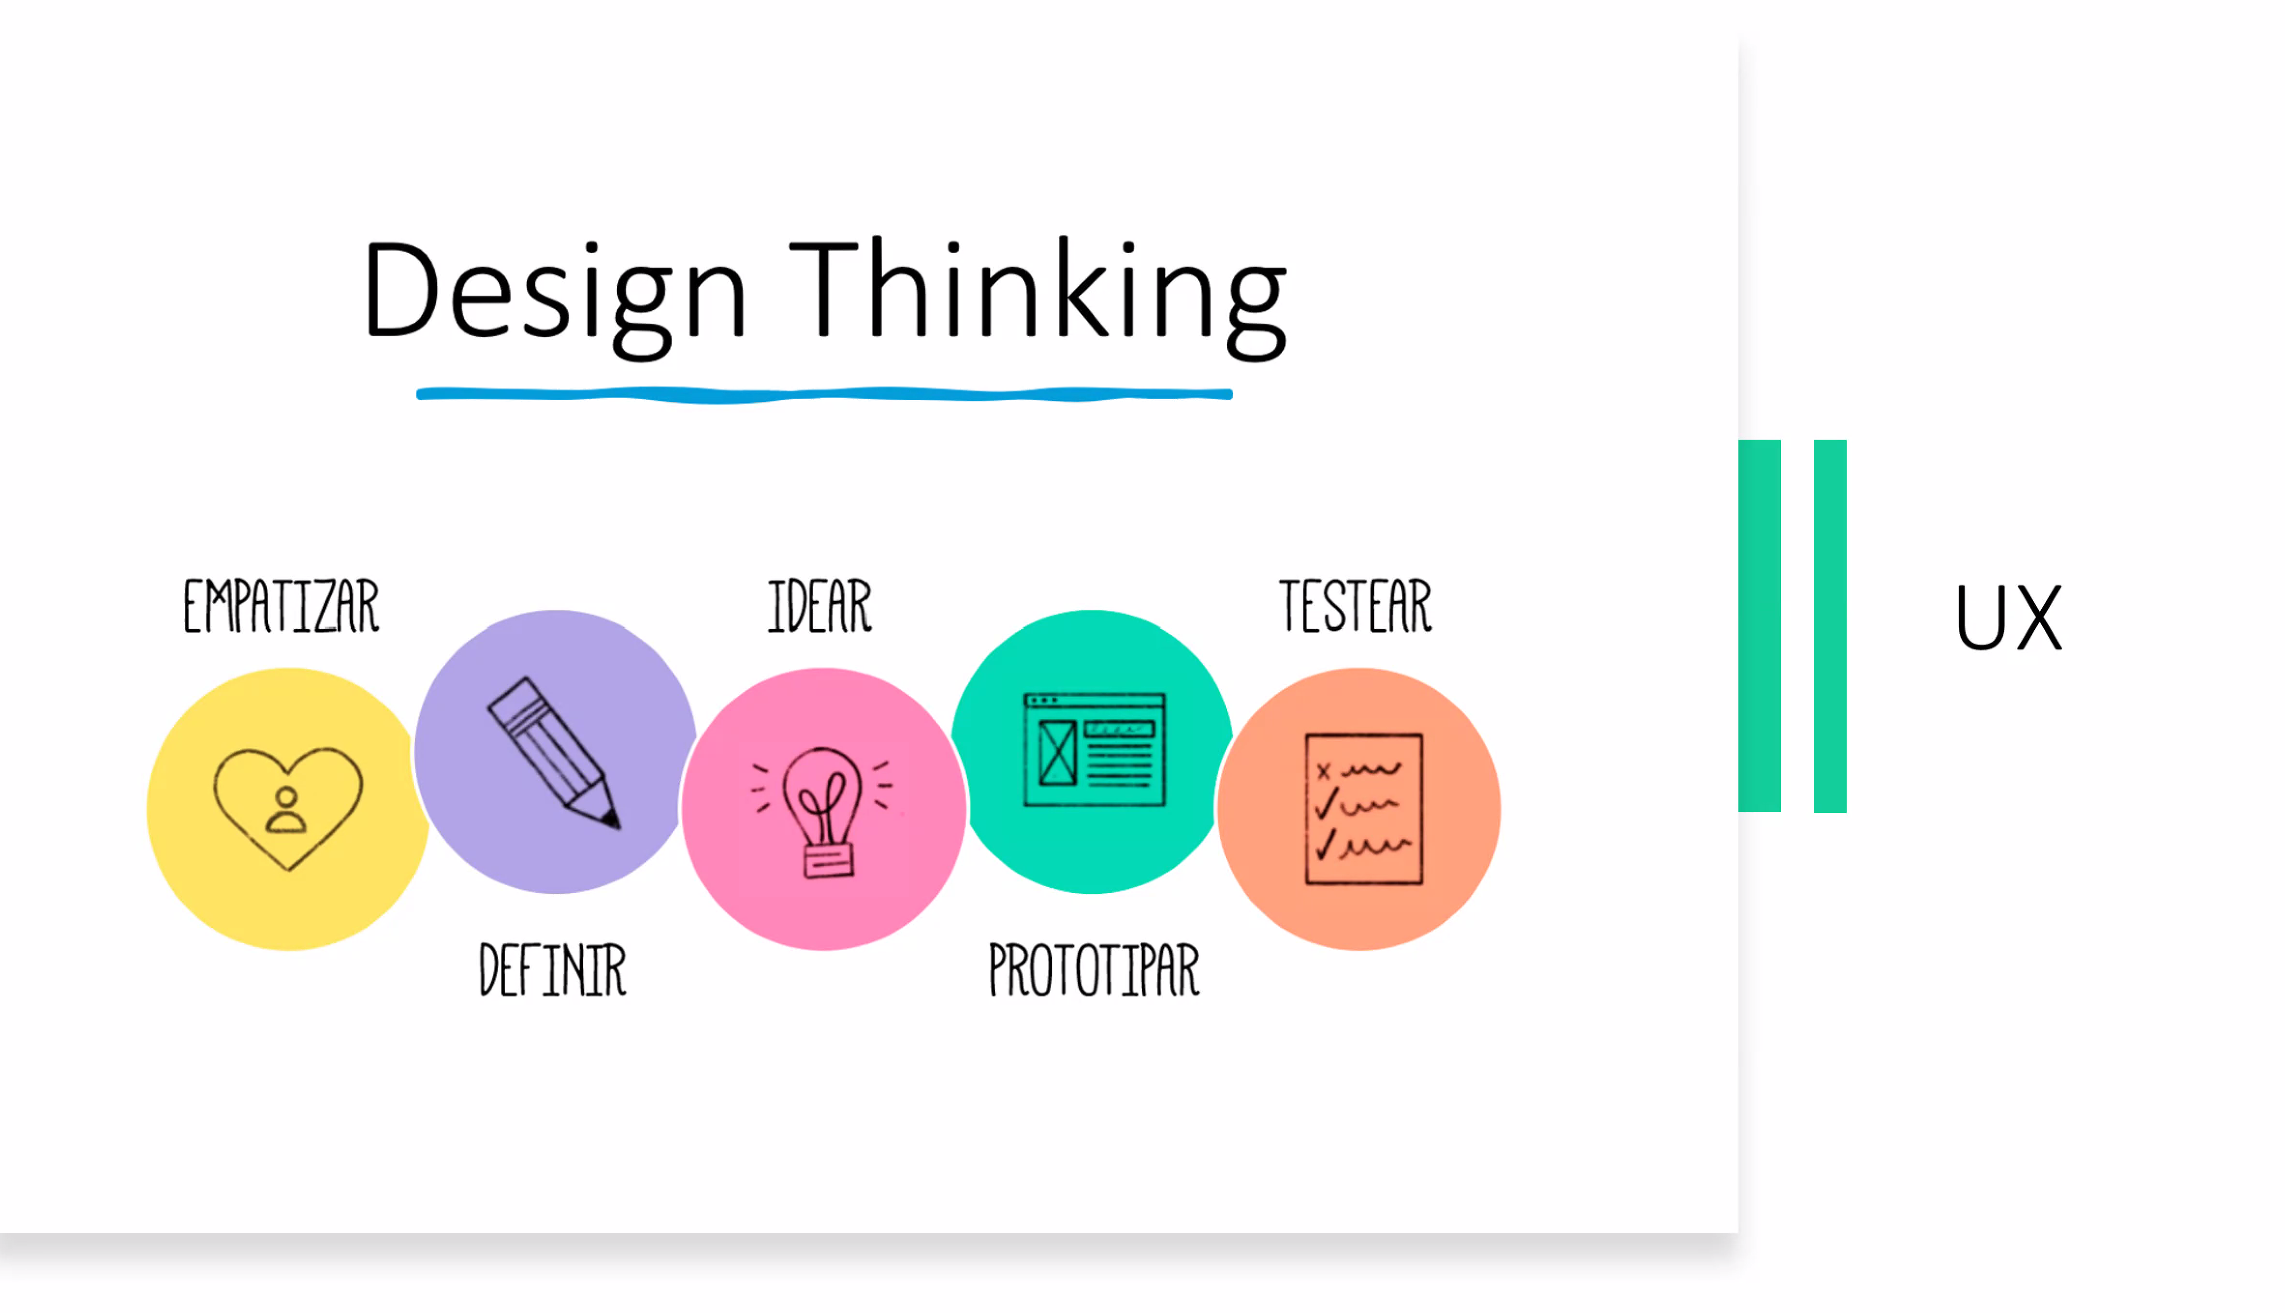 Design Thinking
EMPATIZAR
IDEAR
TESTEAR
UX
DEFINIR
PROTOTIPAR